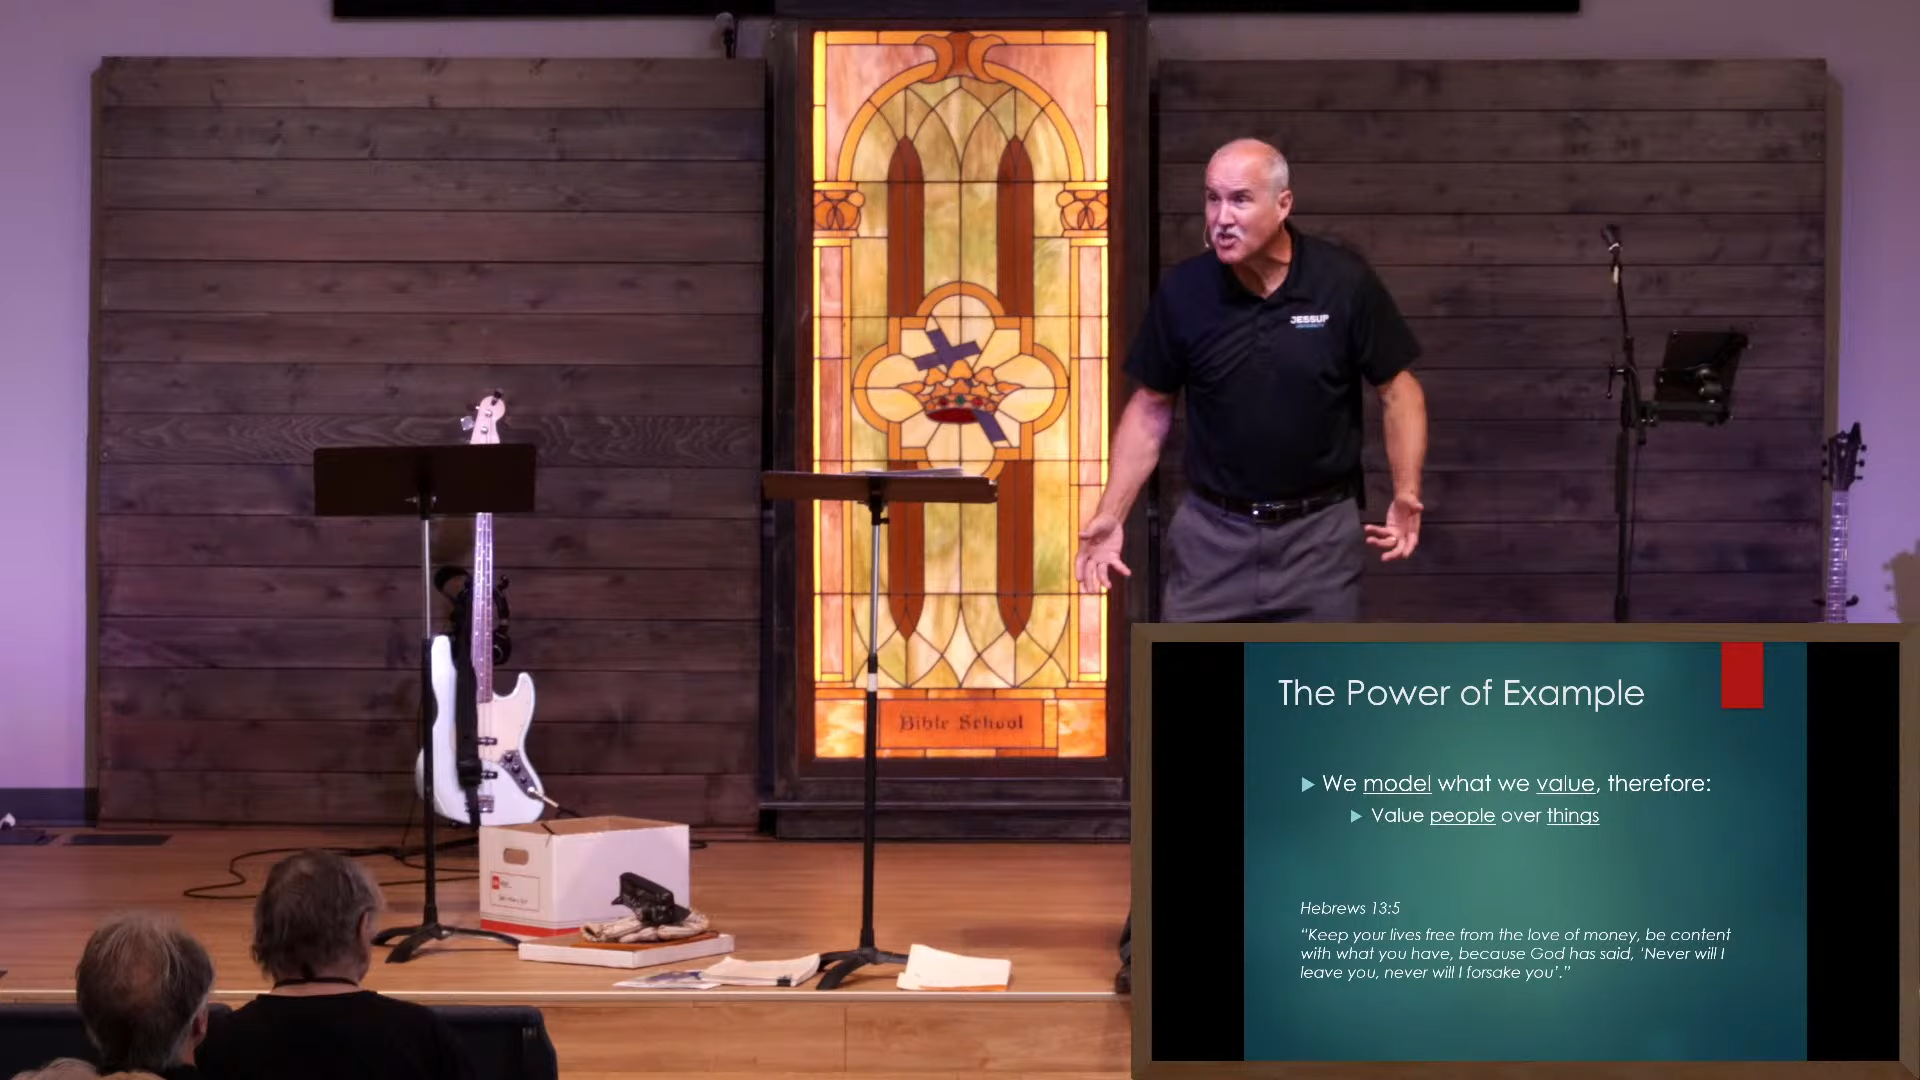 JESSUP
UNIVERSITY
Bible School
The Power of Example
We model what we value, therefore:
Value people over things
Hebrews 13:5
“Keep your lives free from the love of money, be content
with what you have, because God has said, ‘Never will I
leave you, never will I forsake you’.”